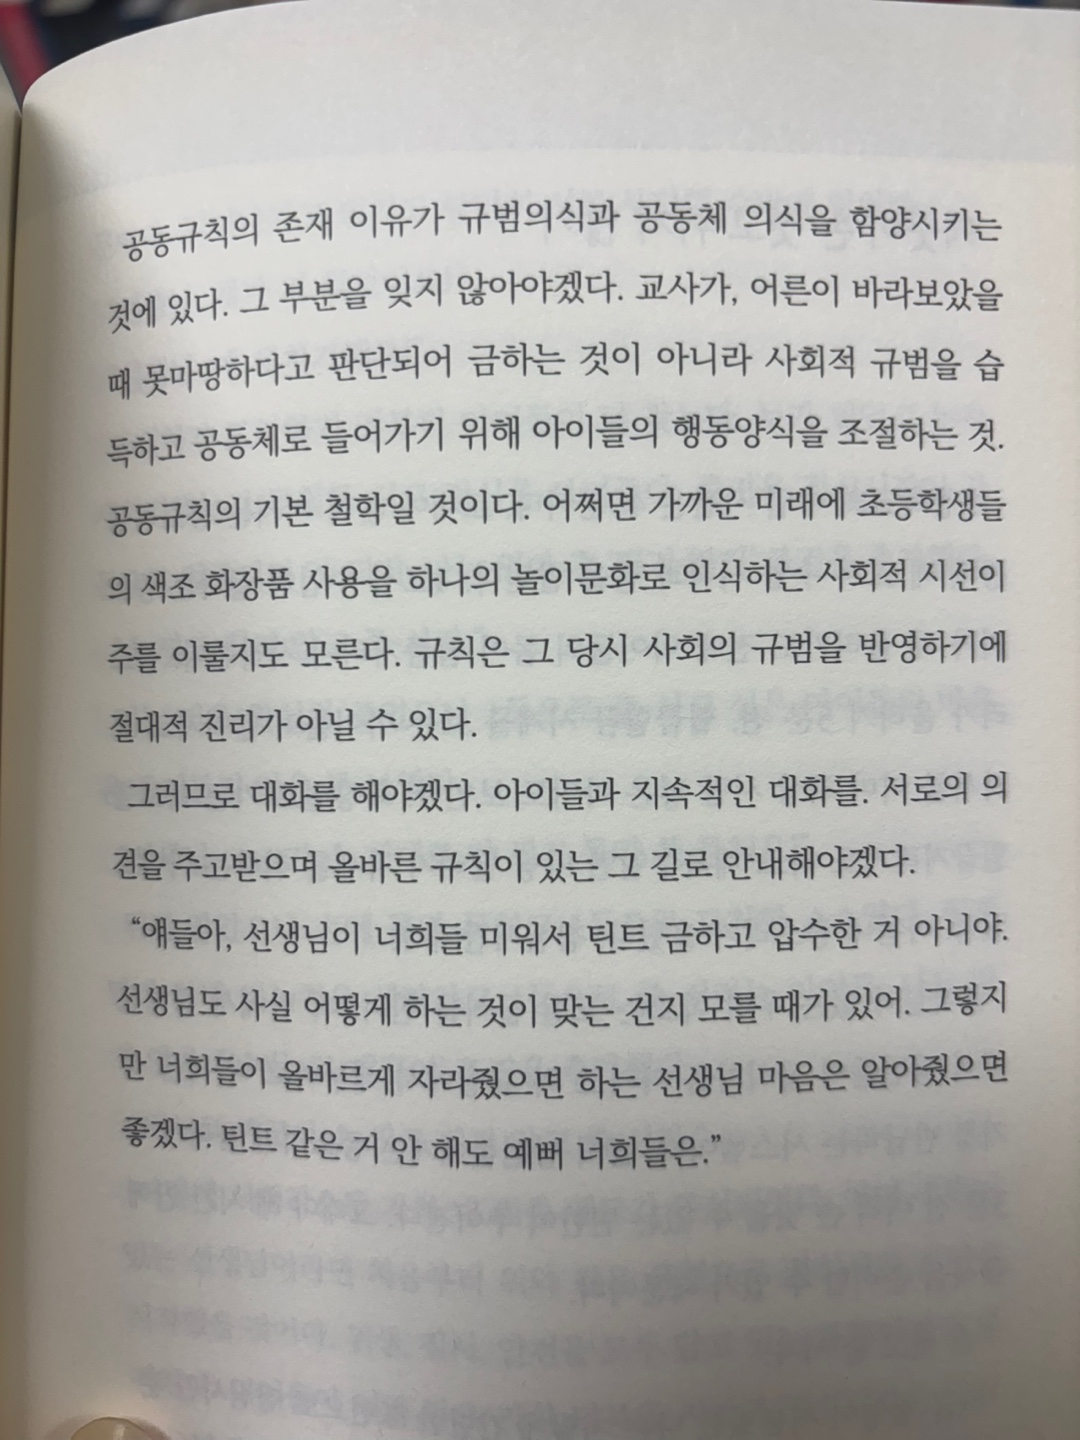 공동규칙의 존재 이유가 규범의식과 공동체 의식을 함양시키는
것에 있다. 그 부분을 잊지 않아야겠다. 교사가, 어른이 바라보았을
때 못마땅하다고 판단되어 금하는 것이 아니라 사회적 규범을 습
득하고 공동체로 들어가기 위해 아이들의 행동양식을 조절하는 것.
공동규칙의 기본 철학일 것이다. 어쩌면 가까운 미래에 초등학생들
의 색조 화장품 사용을 하나의 놀이문화로 인식하는 사회적 시선이
주를 이룰지도 모른다. 규칙은 그 당시 사회의 규범을 반영하기에
절대적 진리가 아닐 수 있다.
그러므로 대화를 해야겠다. 아이들과 지속적인 대화를. 서로의 의
견을 주고받으며 올바른 규칙이 있는 그 길로 안내해야겠다.
“얘들아, 선생님이 너희들 미워서 틴트 금하고 압수한 거 아니야.
선생님도 사실 어떻게 하는 것이 맞는 건지 모를 때가 있어. 그렇지
만 너희들이 올바르게 자라줬으면 하는 선생님 마음은 알아줬으면
좋겠다. 틴트 같은 거 안 해도 예뻐 너희들은.”